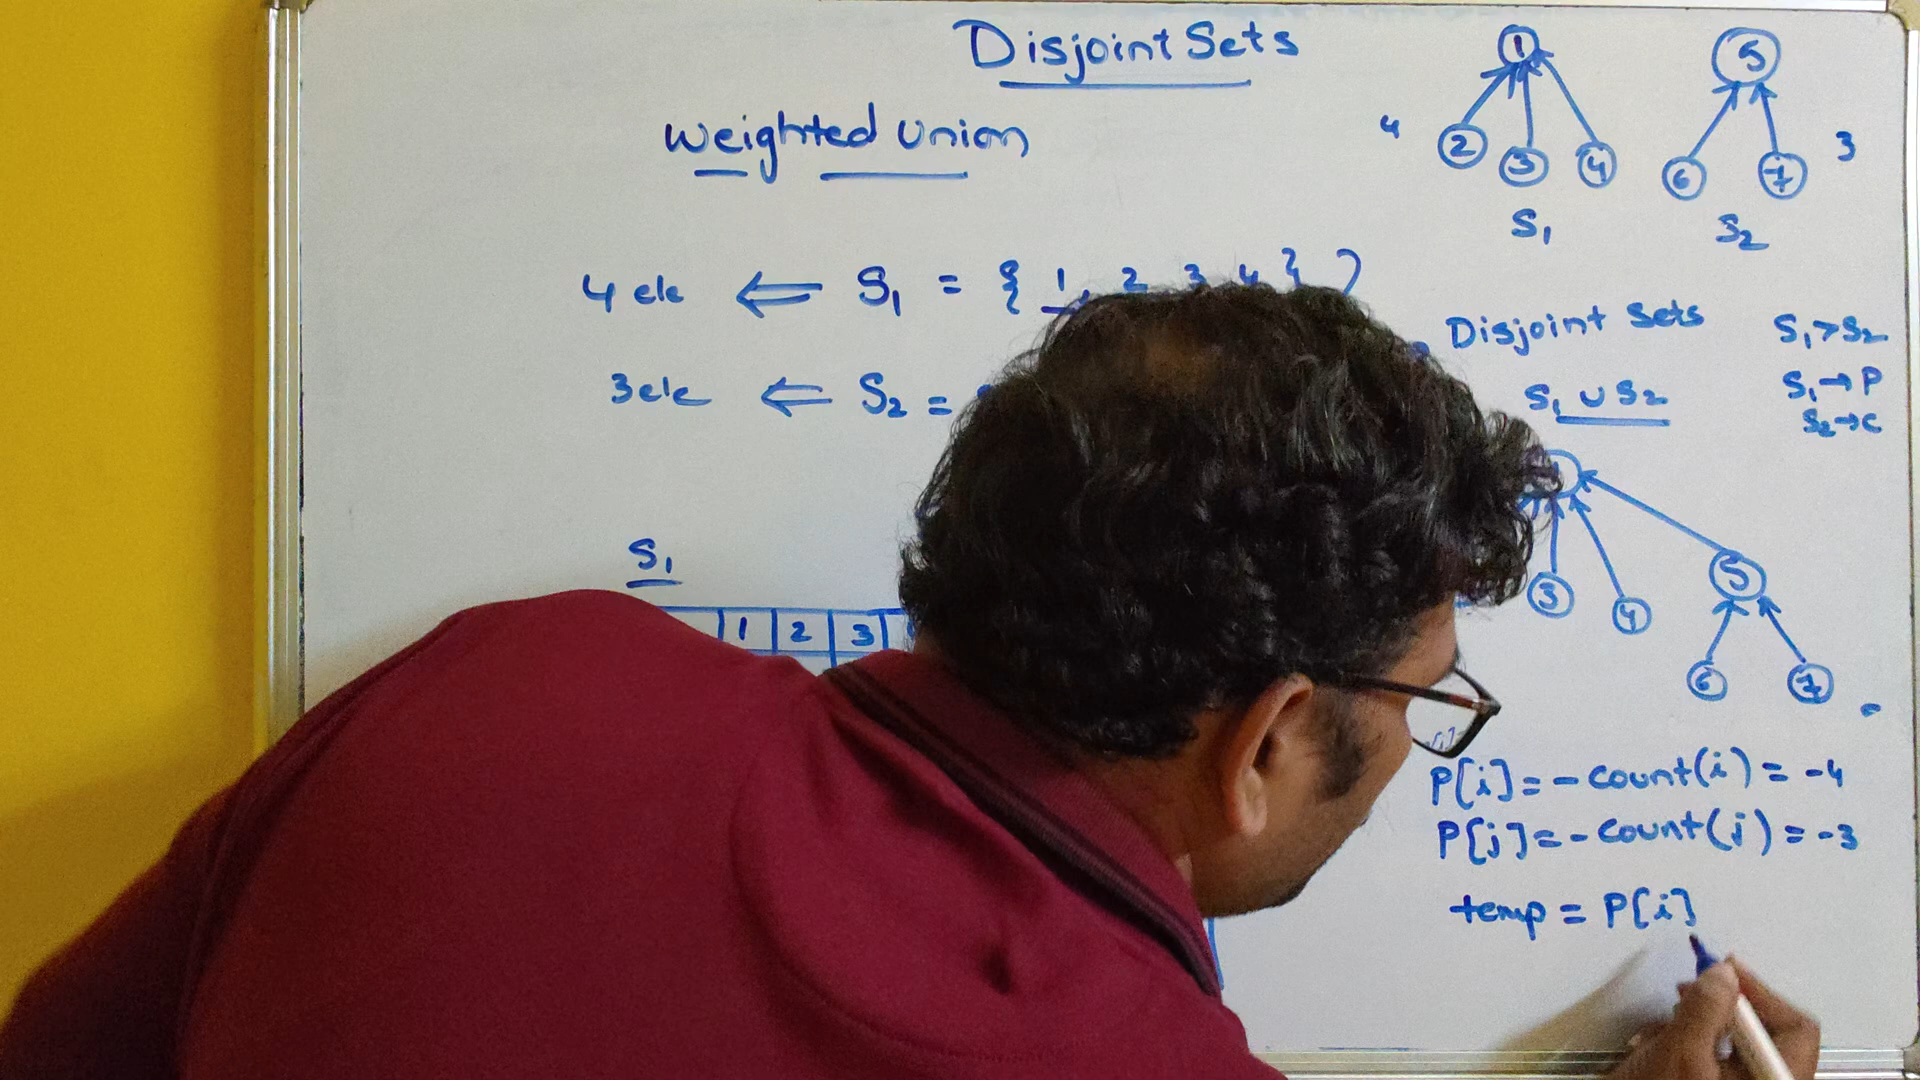 Disjoint Sets
Weighted Union
1
2 3 4
4
S1
5
6 7
3
S2
4 ele ⇐ S1 = { 1, 2 3 4 }
3 ele ⇐ S2 =
Disjoint Sets
S1 ∪ S2
S1 > S2
S1 → P
S2 → C
3 4 5
6 7
S1
1 2 3
P[i] = - count(i) = -4
P[j] = - count(j) = -3
temp = P[i]